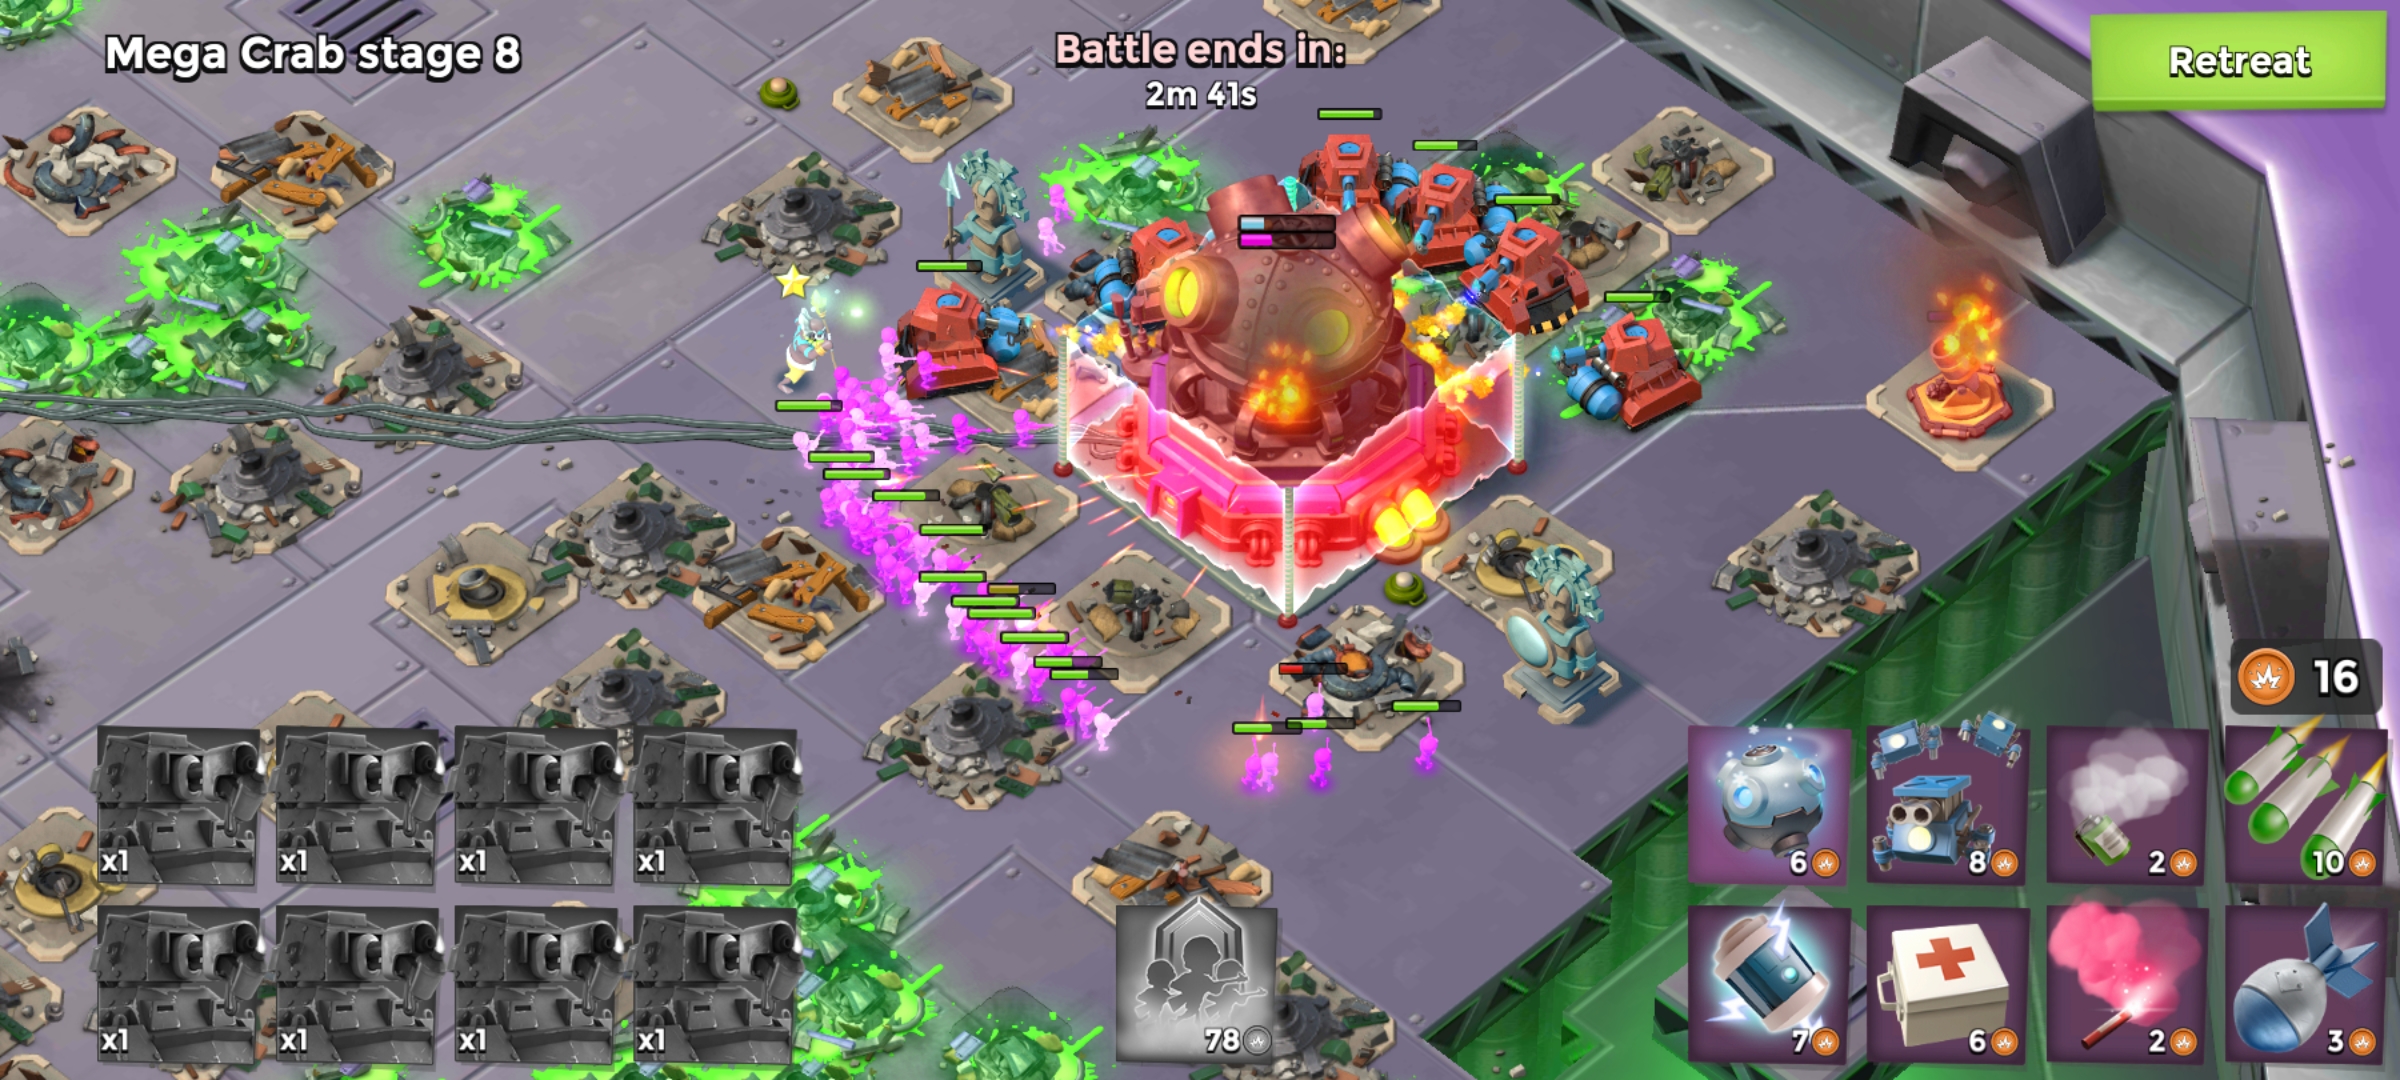 Mega Crab stage 8
Battle ends in:
2m 41s
Retreat
16
x1 x1 x1 x1
6 8 2 10
x1 x1 x1 x1
78
7 6 2 3